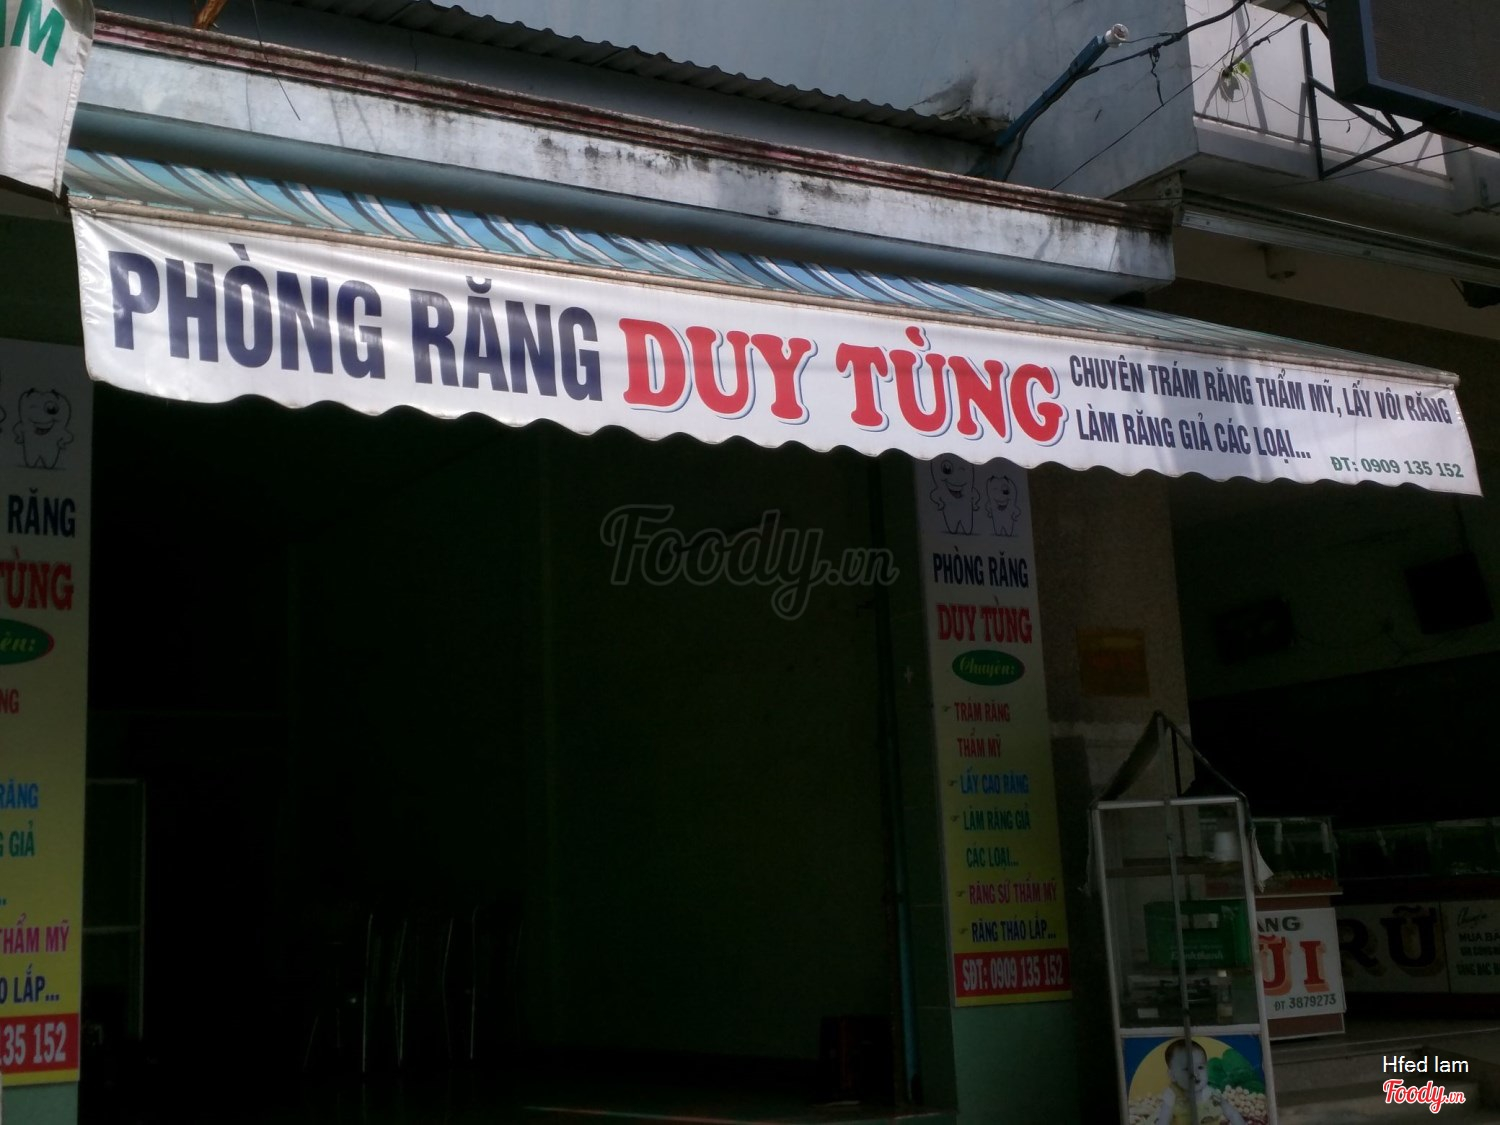 PHÒNG RĂNG DUY TÙNG
CHUYÊN TRÁM RĂNG THẨM MỸ, LẤY VÔI RĂNG
LÀM RĂNG GIẢ CÁC LOẠI...
ĐT: 0909 135 152
RĂNG
TÙNG
RĂNG
GIẢ
THẨM MỸ
LẮP...
135 152
PHÒNG RĂNG
DUY TÙNG
Chuyên:
TRÁM RĂNG
THẨM MỸ
LẤY CAO RĂNG
LÀM RĂNG GIẢ
CÁC LOẠI...
RĂNG SỨ THẨM MỸ
RĂNG THÁO LẮP...
SĐT: 0909 135 152
ĐT 3879273
MUA BÁ
Foody.vn
Hfed lam
Foody.vn